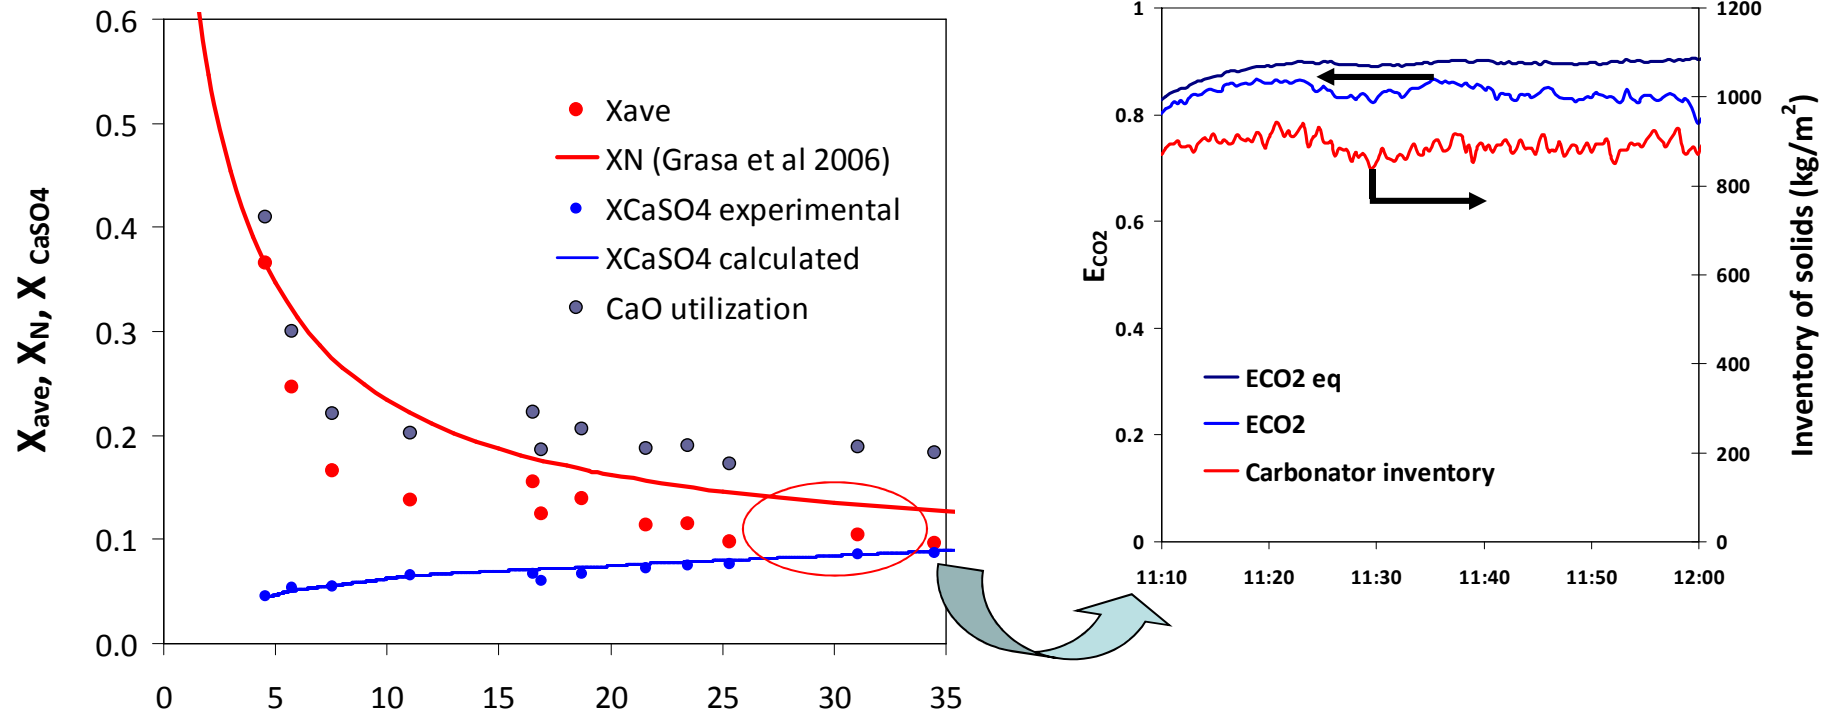 0.6
0.5
0.4
0.3
0.2
0.1
0.0
Xave, XN, X CaSO4
Xave
XN (Grasa et al 2006)
XCaSO4 experimental
XCaSO4 calculated
CaO utilization
0 5 10 15 20 25 30 35
1
0.8
0.6
0.4
0.2
0
ECO2
ECO2 eq
ECO2
Carbonator inventory
1200
1000
800
600
400
200
0
Inventory of solids (kg/m2)
11:10 11:20 11:30 11:40 11:50 12:00